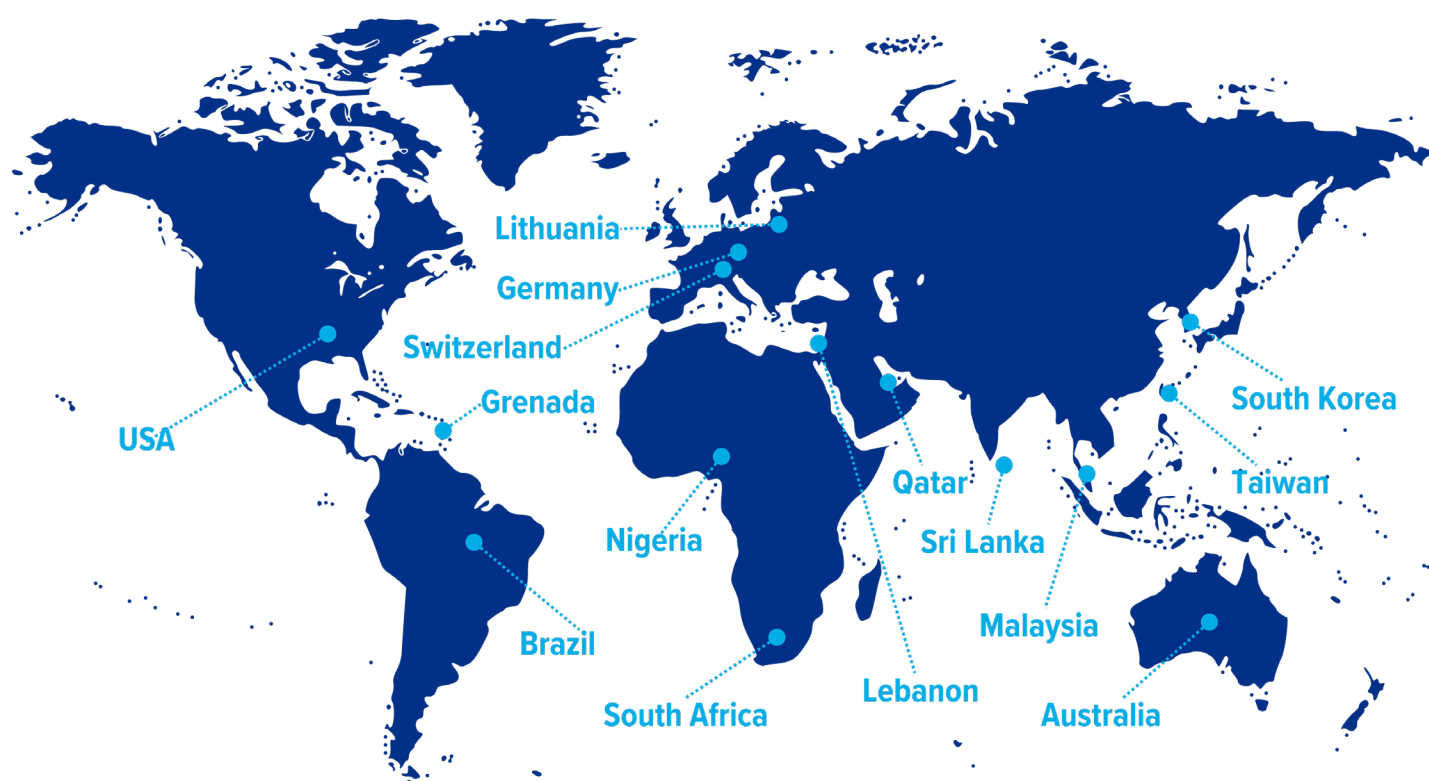 Lithuania
Germany
Switzerland
Grenada
USA
South Korea
Qatar
Taiwan
Nigeria
Sri Lanka
Malaysia
Brazil
Lebanon
South Africa
Australia